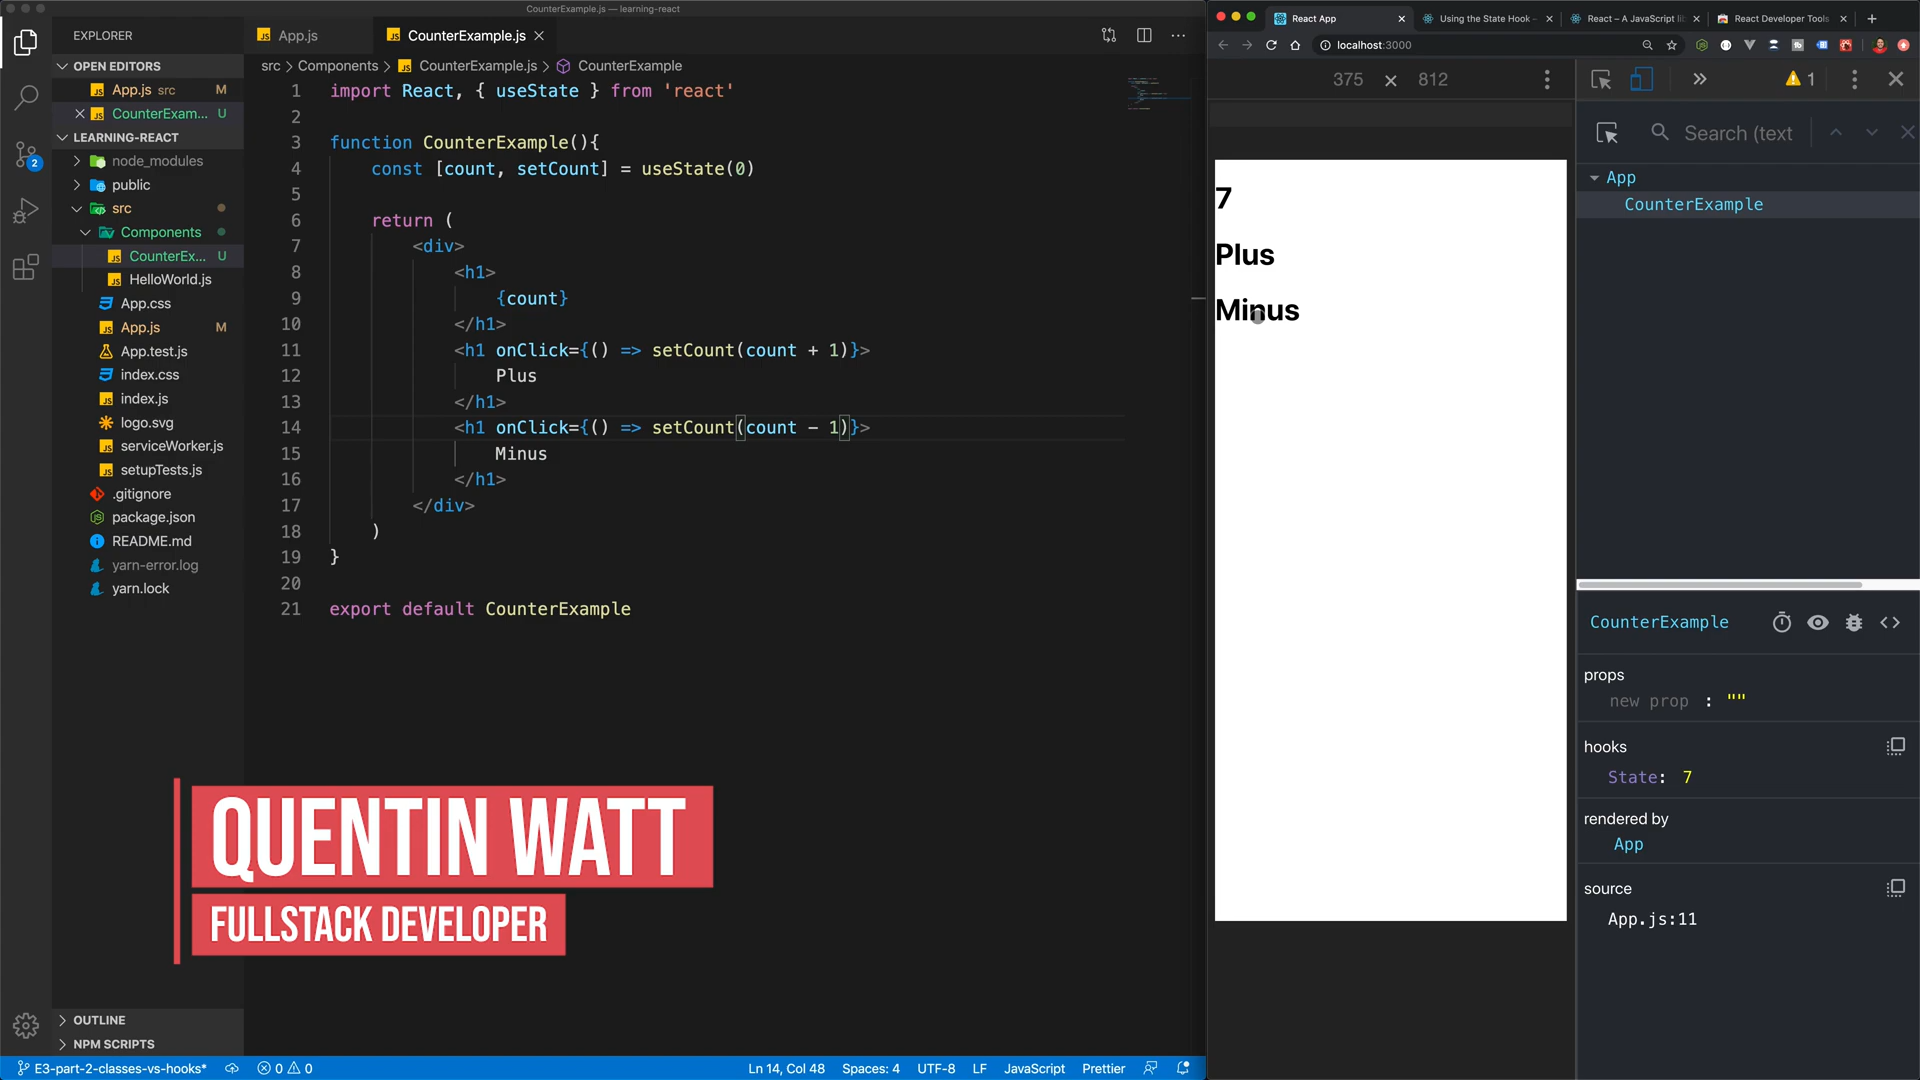 CounterExample.js — learning-react
EXPLORER
OPEN EDITORS
App.js src M
CounterExam... U
LEARNING-REACT
node_modules
public
src
Components
CounterEx... U
HelloWorld.js
App.css
App.js M
App.test.js
index.css
index.js
logo.svg
serviceWorker.js
setupTests.js
.gitignore
package.json
README.md
yarn-error.log
yarn.lock
OUTLINE
NPM SCRIPTS
2
App.js
CounterExample.js
src > Components > CounterExample.js > CounterExample
1 import React, { useState } from 'react'
2
3 function CounterExample(){
4 const [count, setCount] = useState(0)
5
6 return (
7 <div>
8 <h1>
9 {count}
10 </h1>
11 <h1 onClick={() => setCount(count + 1)}>
12 Plus
13 </h1>
14 <h1 onClick={() => setCount(count - 1)}>
15 Minus
16 </h1>
17 </div>
18 )
19 }
20
21 export default CounterExample
QUENTIN WATT
FULLSTACK DEVELOPER
E3-part-2-classes-vs-hooks* 0 0
Ln 14, Col 48 Spaces: 4 UTF-8 LF JavaScript Prettier
React App
Using the State Hook –
React – A JavaScript li
React Developer Tools
localhost:3000
375 × 812
7
Plus
Minus
1
Search (text
App
CounterExample
CounterExample
props
new prop : ""
hooks
State: 7
rendered by
App
source
App.js:11